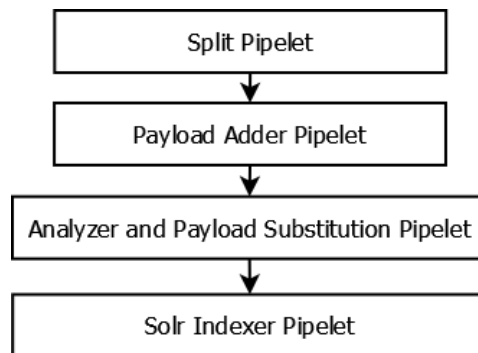 Split Pipelet
Payload Adder Pipelet
Analyzer and Payload Substitution Pipelet
Solr Indexer Pipelet